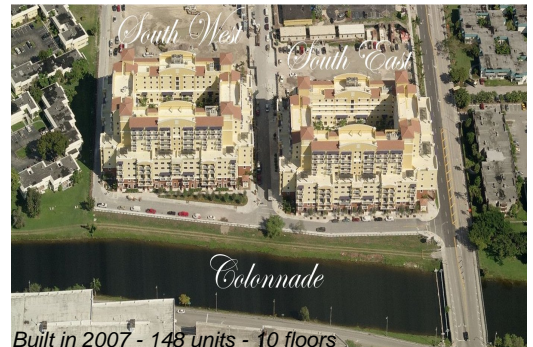 South West
South East
Colonnade
Built in 2007 - 148 units - 10 floors